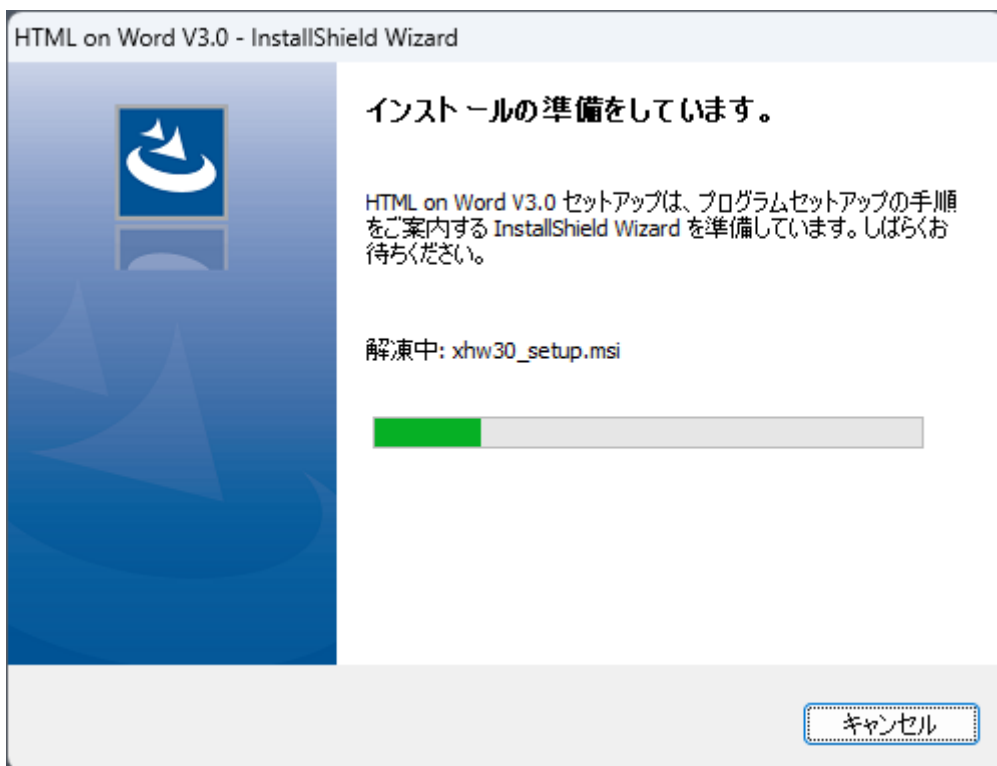 HTML on Word V3.0 - InstallShield Wizard
インストールの準備をしています。
HTML on Word V3.0 セットアップは、プログラムセットアップの手順
をご案内する InstallShield Wizard を準備しています。しばらくお
待ちください。
解凍中: xhw30_setup.msi
キャンセル